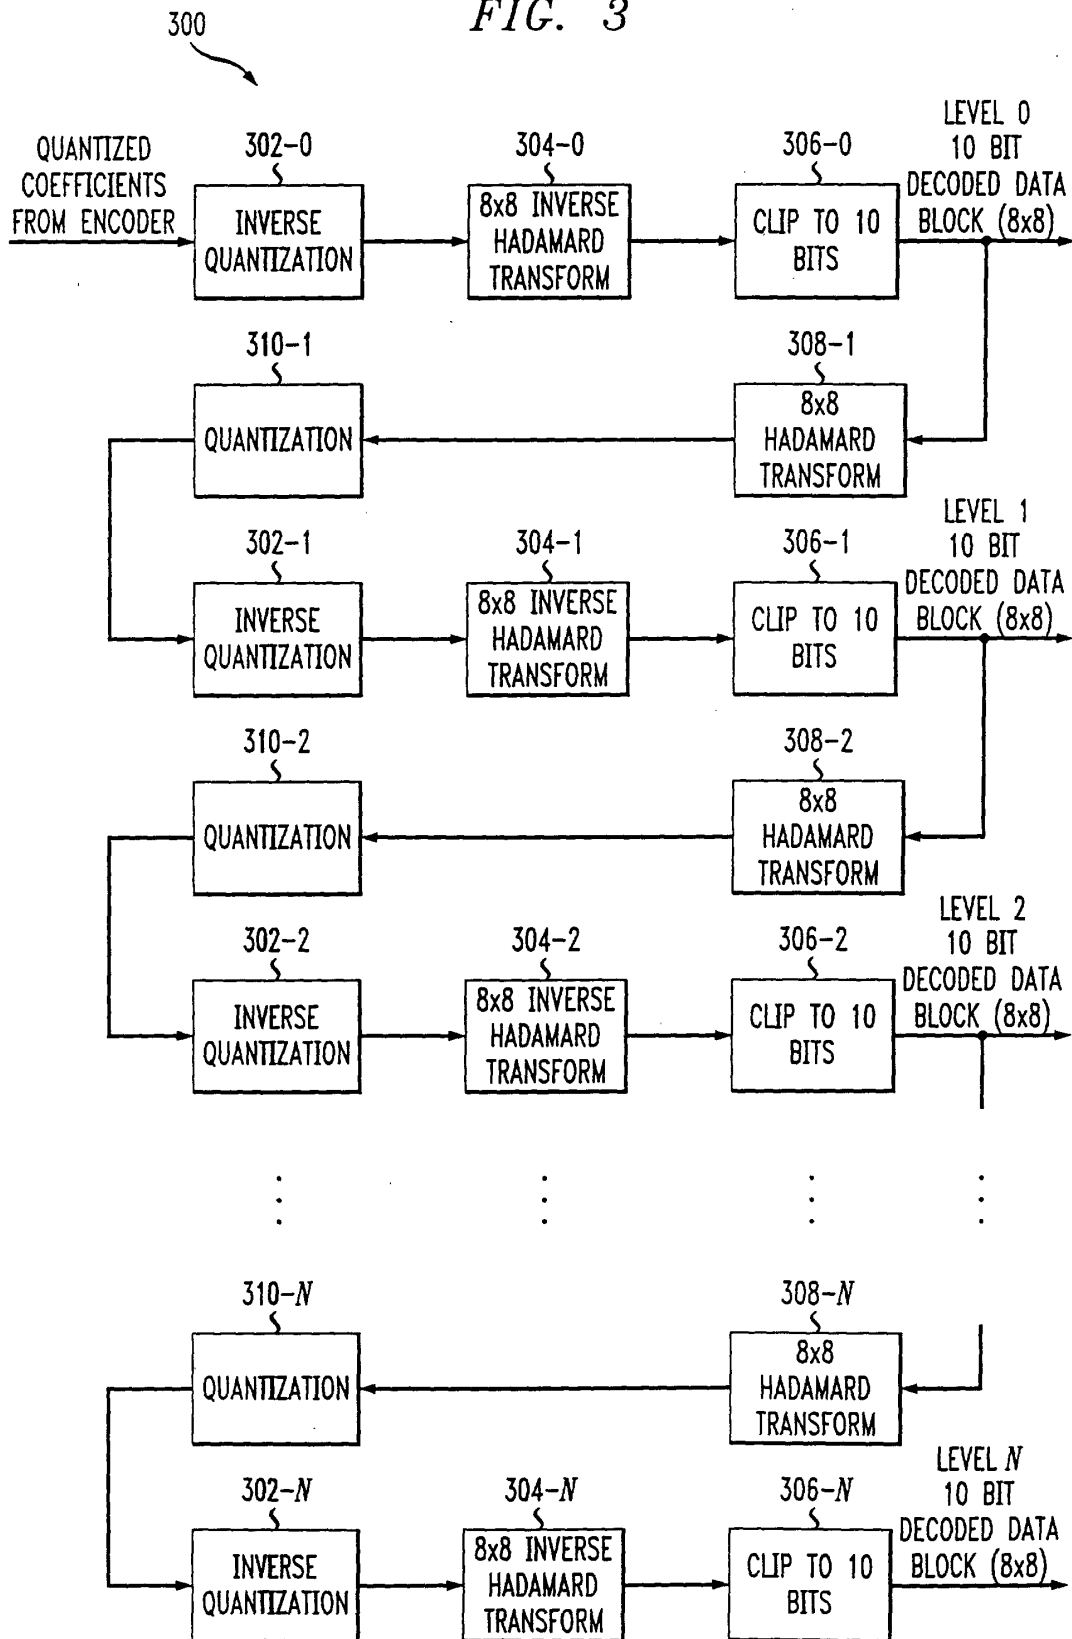 FIG. 3
300
QUANTIZED
COEFFICIENTS
FROM ENCODER
302-0
INVERSE
QUANTIZATION
304-0
8x8 INVERSE
HADAMARD
TRANSFORM
306-0
CLIP TO 10
BITS
LEVEL 0
10 BIT
DECODED DATA
BLOCK (8x8)
310-1
QUANTIZATION
308-1
8x8
HADAMARD
TRANSFORM
302-1
INVERSE
QUANTIZATION
304-1
8x8 INVERSE
HADAMARD
TRANSFORM
306-1
CLIP TO 10
BITS
LEVEL 1
10 BIT
DECODED DATA
BLOCK (8x8)
310-2
QUANTIZATION
308-2
8x8
HADAMARD
TRANSFORM
302-2
INVERSE
QUANTIZATION
304-2
8x8 INVERSE
HADAMARD
TRANSFORM
306-2
CLIP TO 10
BITS
LEVEL 2
10 BIT
DECODED DATA
BLOCK (8x8)
310-N
QUANTIZATION
308-N
8x8
HADAMARD
TRANSFORM
302-N
INVERSE
QUANTIZATION
304-N
8x8 INVERSE
HADAMARD
TRANSFORM
306-N
CLIP TO 10
BITS
LEVEL N
10 BIT
DECODED DATA
BLOCK (8x8)